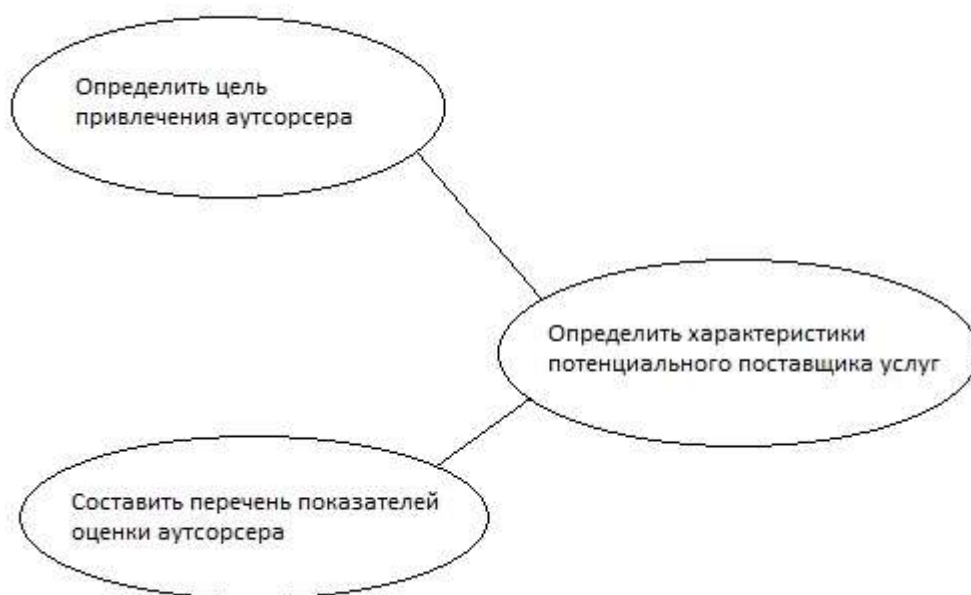 Определить цель
привлечения аутсорсера
Определить характеристики
потенциального поставщика услуг
Составить перечень показателей
оценки аутсорсера